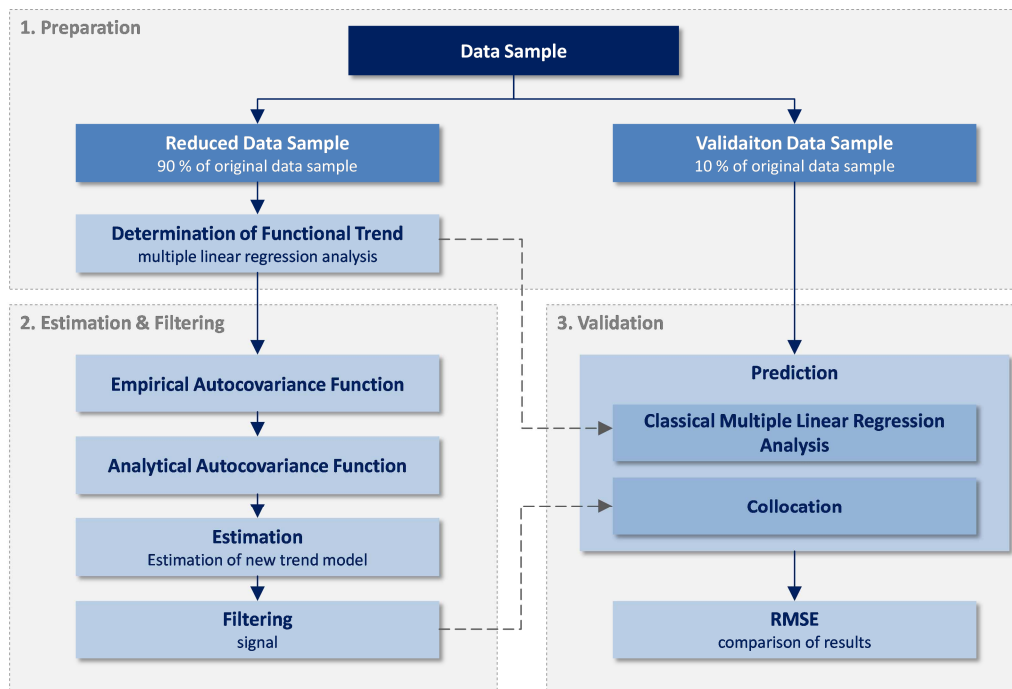 1. Preparation
Data Sample
Reduced Data Sample
90 % of original data sample
Validaiton Data Sample
10 % of original data sample
Determination of Functional Trend
multiple linear regression analysis
2. Estimation & Filtering
Empirical Autocovariance Function
Analytical Autocovariance Function
Estimation
Estimation of new trend model
Filtering
signal
3. Validation
Prediction
Classical Multiple Linear Regression
Analysis
Collocation
RMSE
comparison of results